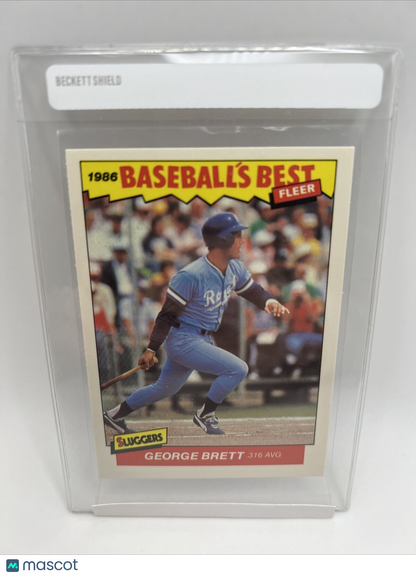 BECKETT SHIELD
1986 BASEBALL'S BEST
FLEER
Royals
SLUGGERS
GEORGE BRETT .316 AVG
mascot